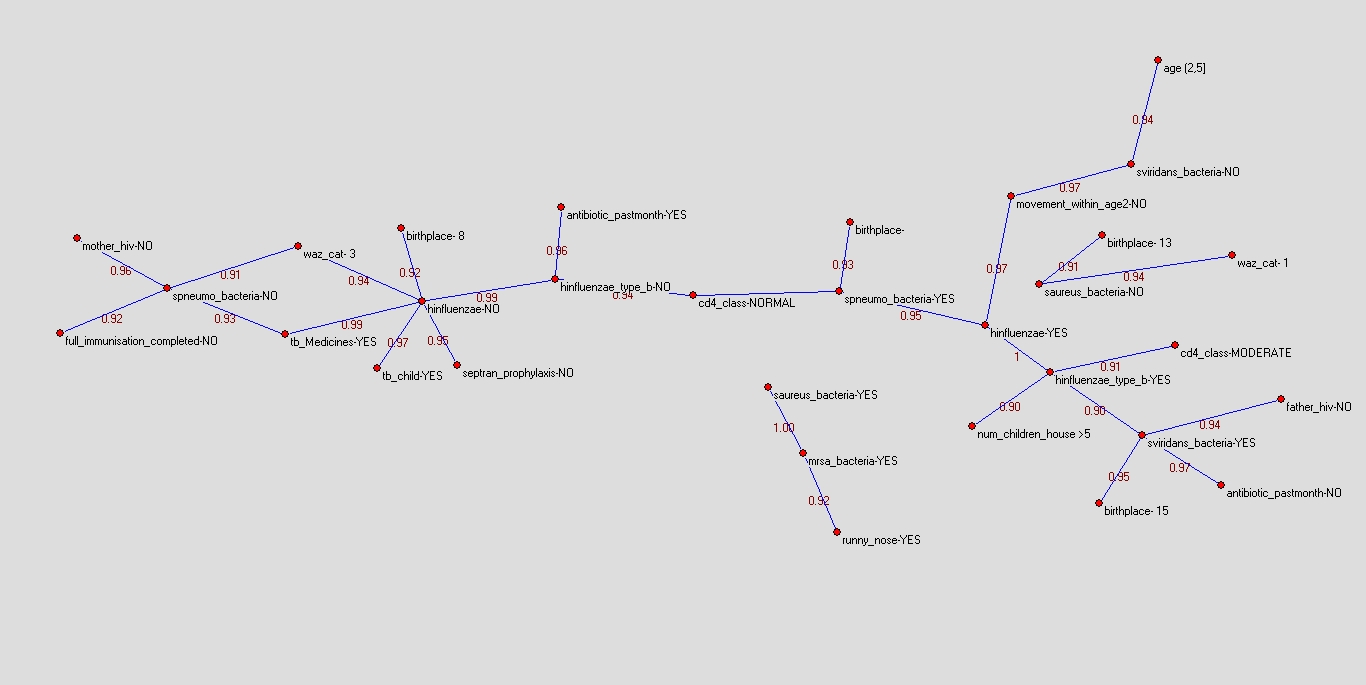 age [2,5]
0.94
sviridans_bacteria-NO
0.97
movement_within_age2-NO
antibiotic_pastmonth-YES
birthplace-
birthplace- 8
mother_hiv-NO
waz_cat- 3
birthplace- 13
0.96
0.93
0.96
0.91
0.94
0.92
0.97
0.91
0.94
waz_cat- 1
spneumo_bacteria-NO
hinfluenzae_type_b-NO
0.94
0.99
hinfluenzae-NO
cd4_class-NORMAL
spneumo_bacteria-YES
saureus_bacteria-NO
0.92
0.93
0.99
0.95
full_immunisation_completed-NO
tb_Medicines-YES
0.97
0.95
hinfluenzae-YES
1
cd4_class-MODERATE
0.91
tb_child-YES
septran_prophylaxis-NO
hinfluenzae_type_b-YES
saureus_bacteria-YES
0.90
0.90
father_hiv-NO
1.00
num_children_house >5
0.94
sviridans_bacteria-YES
mrsa_bacteria-YES
0.97
0.95
antibiotic_pastmonth-NO
0.92
birthplace- 15
runny_nose-YES